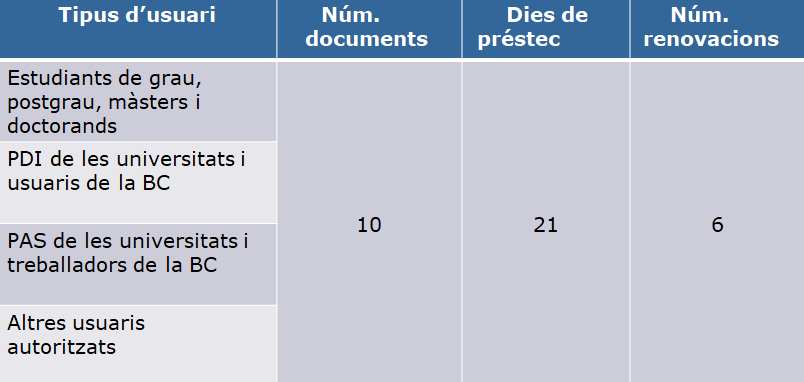 Tipus d’usuari
Núm.
documents
Dies de
préstec
Núm.
renovacions
Estudiants de grau,
postgrau, màsters i
doctorands
PDI de les universitats i
usuaris de la BC
PAS de les universitats i
treballadors de la BC
Altres usuaris
autoritzats
10
21
6